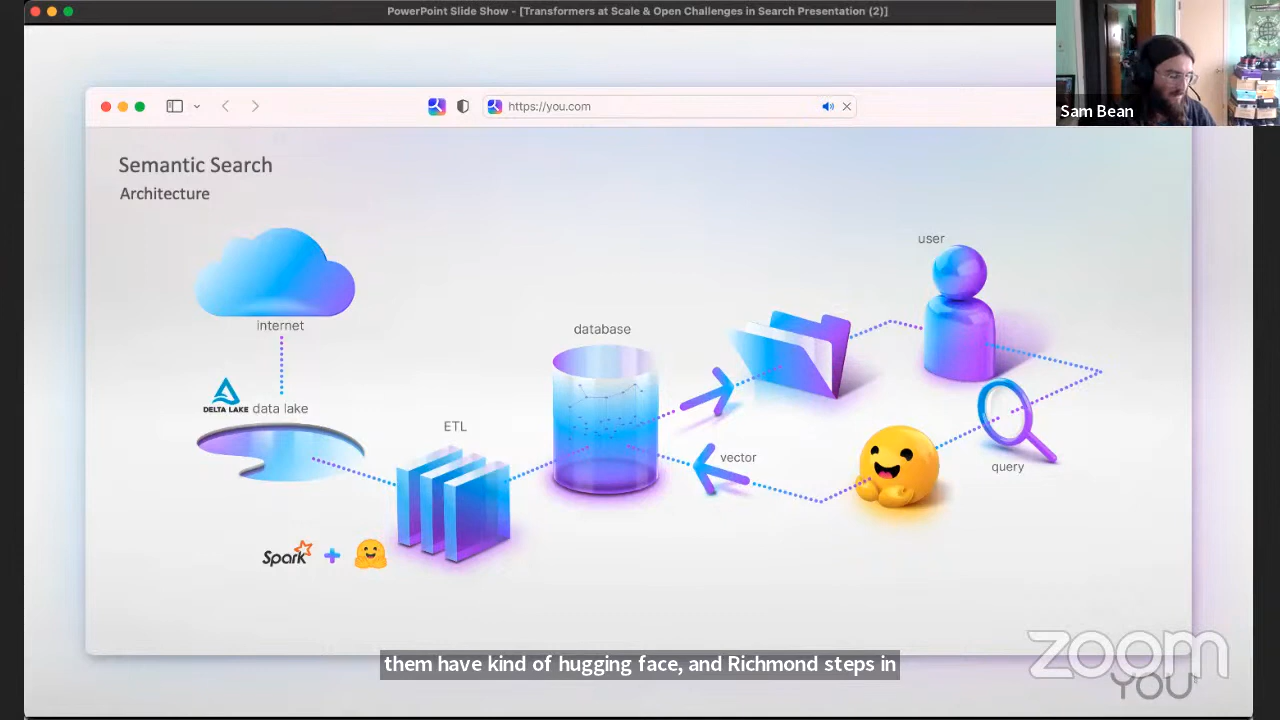 PowerPoint Slide Show - [Transformers at Scale & Open Challenges in Search Presentation (2)]
https://you.com
Sam Bean
Semantic Search
Architecture
user
internet
database
DELTA LAKE data lake
ETL
vector
query
Spark +
them have kind of hugging face, and Richmond steps in
zoom
YOU